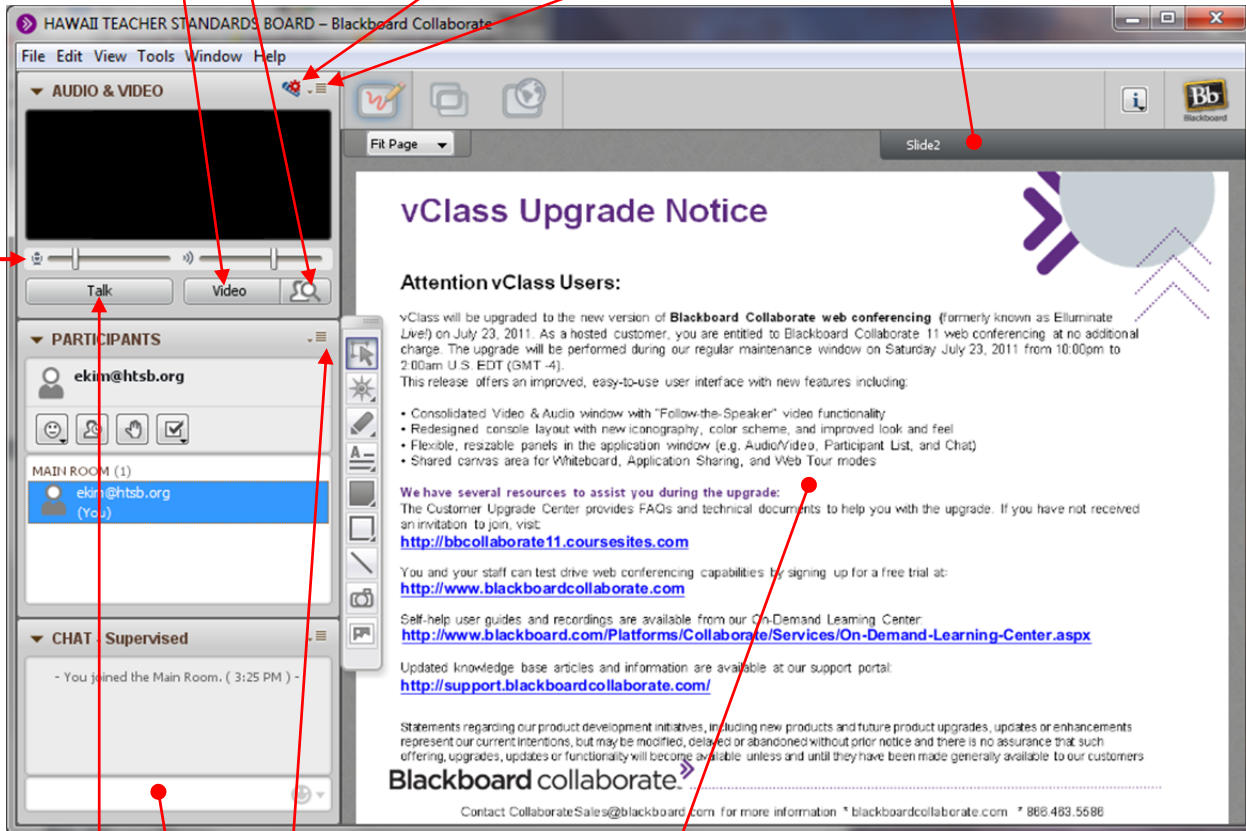 HAWAII TEACHER STANDARDS BOARD – Blackboard Collaborate
File Edit View Tools Window Help
AUDIO & VIDEO
Talk
Video
PARTICIPANTS
ekim@htsb.org
MAIN ROOM (1)
ekim@htsb.org
(You)
CHAT - Supervised
- You joined the Main Room. ( 3:25 PM ) -
Bb
Blackboard
Fit Page
Slide2
vClass Upgrade Notice
Attention vClass Users:
vClass will be upgraded to the new version of Blackboard Collaborate web conferencing (formerly known as Elluminate
Live!) on July 23, 2011. As a hosted customer, you are entitled to Blackboard Collaborate 11 web conferencing at no additional
charge. The upgrade will be performed during our regular maintenance window on Saturday July 23, 2011 from 10:00pm to
2:00am U.S. EDT (GMT -4).
This release offers an improved, easy-to-use user interface with new features including:
• Consolidated Video & Audio window with "Follow-the-Speaker" video functionality
• Redesigned console layout with new iconography, color scheme, and improved look and feel
• Flexible, resizable panels in the application window (e.g. Audio/Video, Participant List, and Chat)
• Shared canvas area for Whiteboard, Application Sharing, and Web Tour modes
We have several resources to assist you during the upgrade:
The Customer Upgrade Center provides FAQs and technical documents to help you with the upgrade. If you have not received
an invitation to join, visit:
http://bbcollaborate11.coursesites.com
You and your staff can test drive web conferencing capabilities by signing up for a free trial at:
http://www.blackboardcollaborate.com
Self-help user guides and recordings are available from our On-Demand Learning Center:
http://www.blackboard.com/Platforms/Collaborate/Services/On-Demand-Learning-Center.aspx
Updated knowledge base articles and information are available at our support portal:
http://support.blackboardcollaborate.com/
Statements regarding our product development initiatives, including new products and future product upgrades, updates or enhancements
represent our current intentions, but may be modified, delayed or abandoned without prior notice and there is no assurance that such
offering, upgrades, updates or functionality will become available unless and until they have been made generally available to our customers
Blackboard collaborate
Contact CollaborateSales@blackboard.com for more information * blackboardcollaborate.com * 866.463.5586